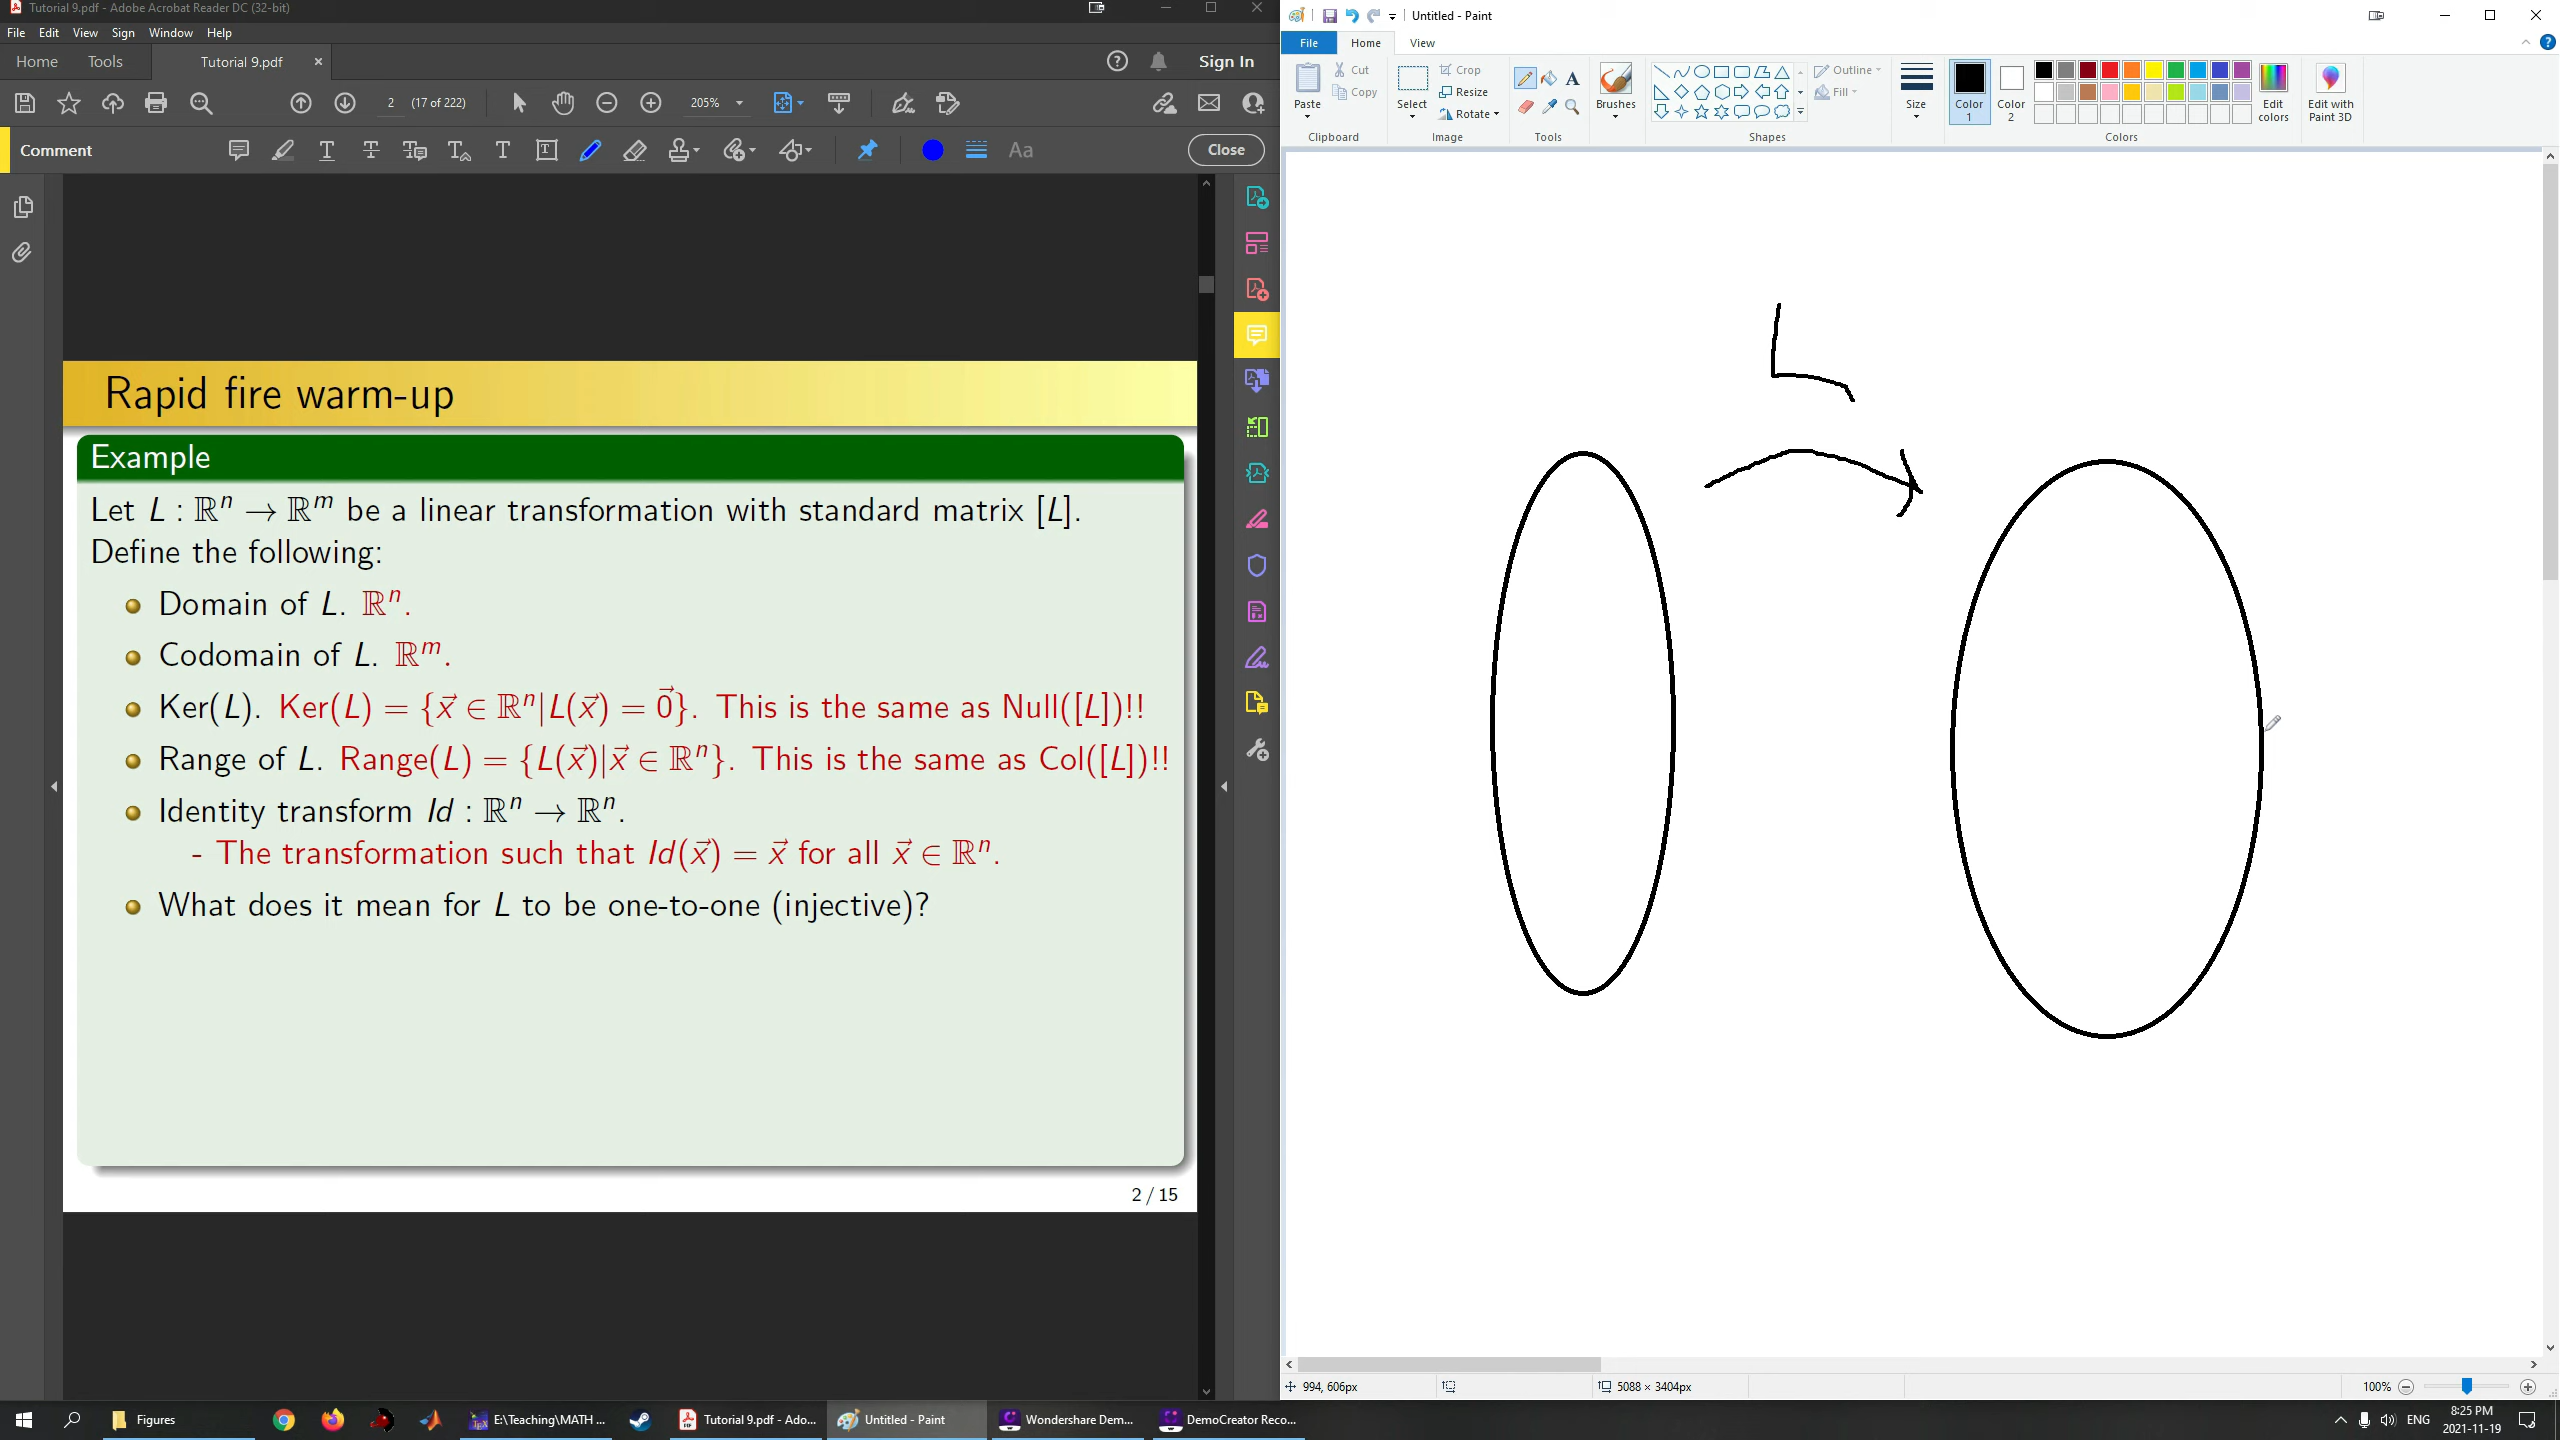 Tutorial 9.pdf - Adobe Acrobat Reader DC (32-bit)
File Edit View Sign Window Help
Home Tools Tutorial 9.pdf × Sign In
2 (17 of 222) 205%
Comment Aa Close
Rapid fire warm-up
Example
Let L : ℝⁿ → ℝᵐ be a linear transformation with standard matrix [L].
Define the following:
Domain of L. ℝⁿ.
Codomain of L. ℝᵐ.
Ker(L). Ker(L) = {x⃗ ∈ ℝⁿ|L(x⃗) = 0⃗}. This is the same as Null([L])!!
Range of L. Range(L) = {L(x⃗)|x⃗ ∈ ℝⁿ}. This is the same as Col([L])!!
Identity transform Id : ℝⁿ → ℝⁿ.
- The transformation such that Id(x⃗) = x⃗ for all x⃗ ∈ ℝⁿ.
What does it mean for L to be one-to-one (injective)?
2 / 15
Untitled - Paint
File Home View
Paste Cut Copy Clipboard
Select Crop Resize Rotate Image
A Tools
Brushes
Shapes Outline Fill
Size
Color 1 Color 2 Colors
Edit colors
Edit with Paint 3D
L
994, 606px 5088 × 3404px 100%
Figures E:\Teaching\MATH ... Tutorial 9.pdf - Ado... Untitled - Paint Wondershare Dem... DemoCreator Reco... ENG 8:25 PM
2021-11-19